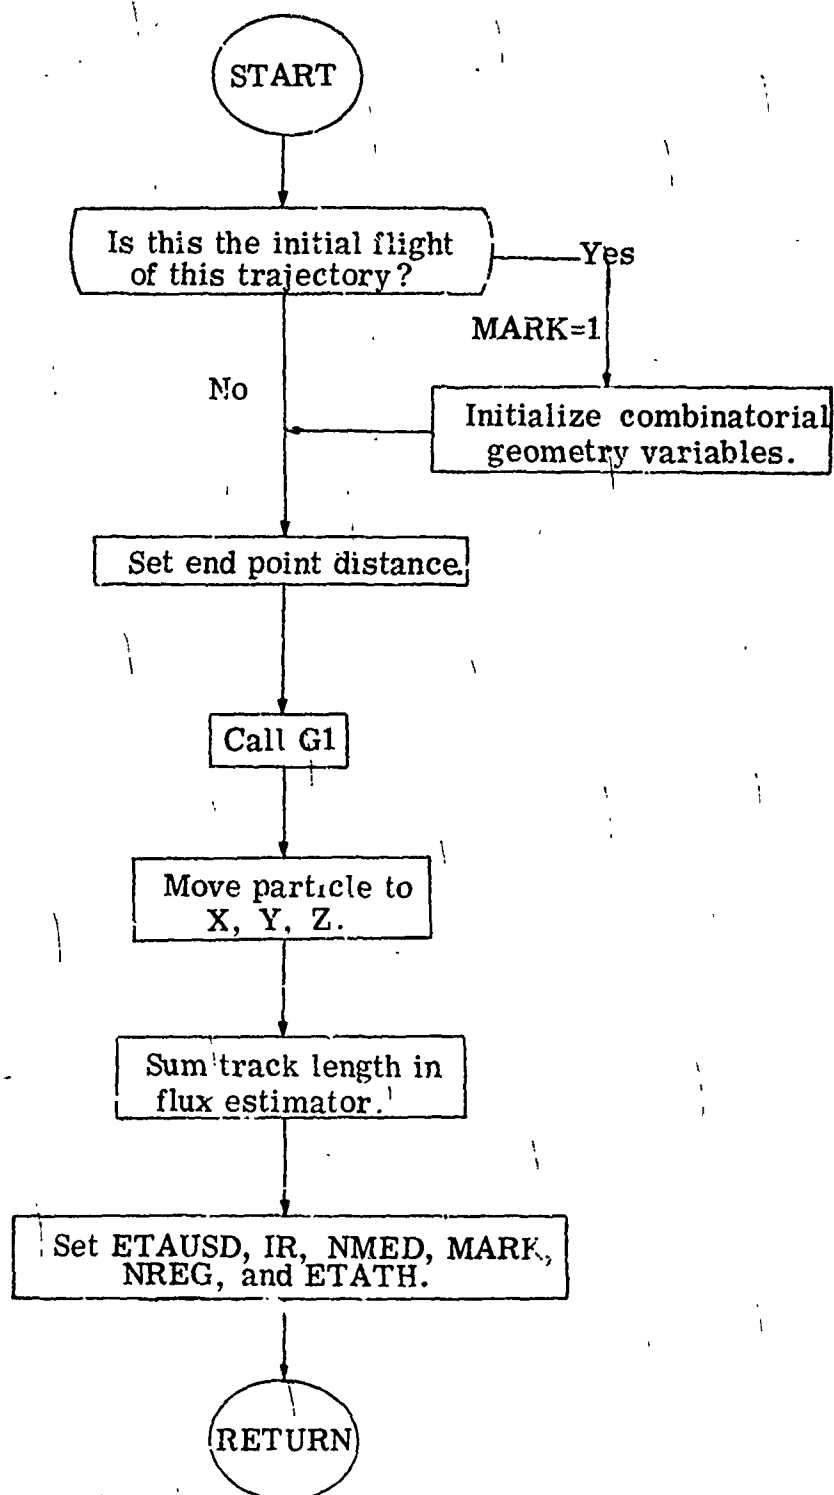 START
Is this the initial flight
of this trajectory?
Yes
MARK=1
No
Initialize combinatorial
geometry variables.
Set end point distance.
Call G1
Move particle to
X, Y, Z.
Sum track length in
flux estimator.
Set ETAUSD, IR, NMED, MARK,
NREG, and ETATH.
RETURN